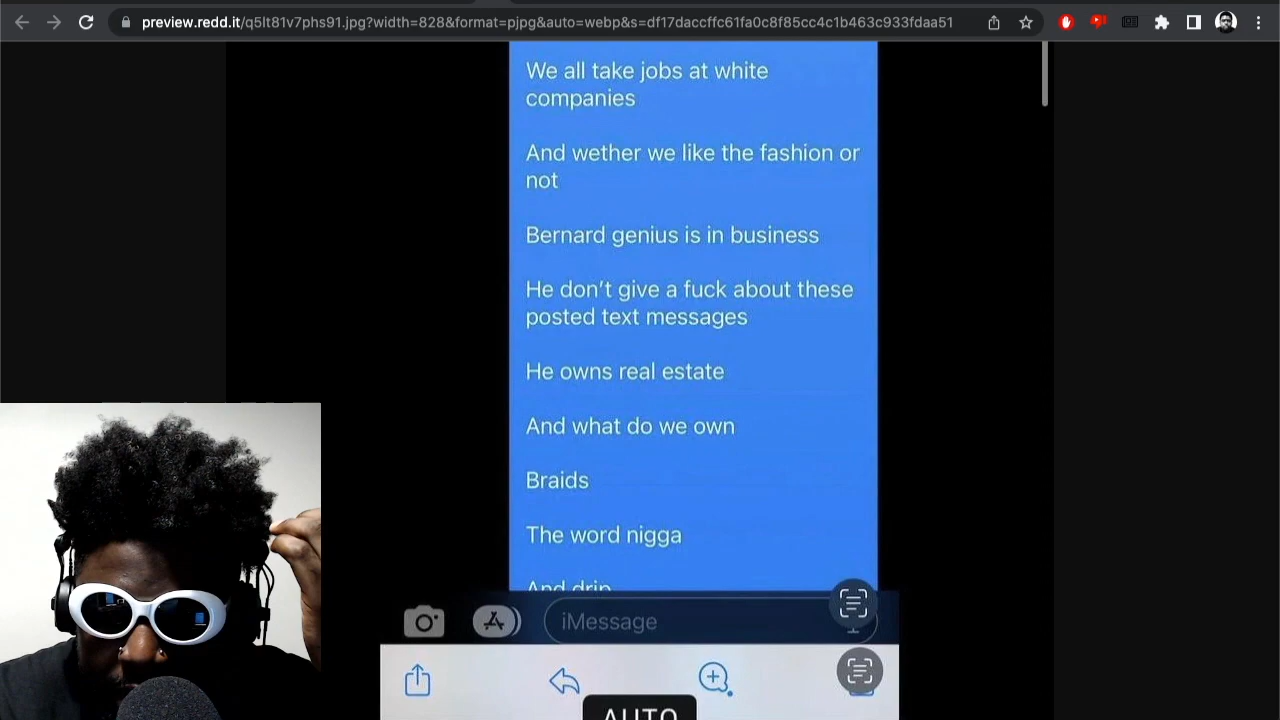 preview.redd.it/q5lt81v7phs91.jpg?width=828&format=pjpg&auto=webp&s=df17daccffc61fa0c8f85cc4c1b463c933fdaa51
We all take jobs at white
companies
And wether we like the fashion or
not
Bernard genius is in business
He don't give a fuck about these
posted text messages
He owns real estate
And what do we own
Braids
The word nigga
And drip
iMessage
AUTO